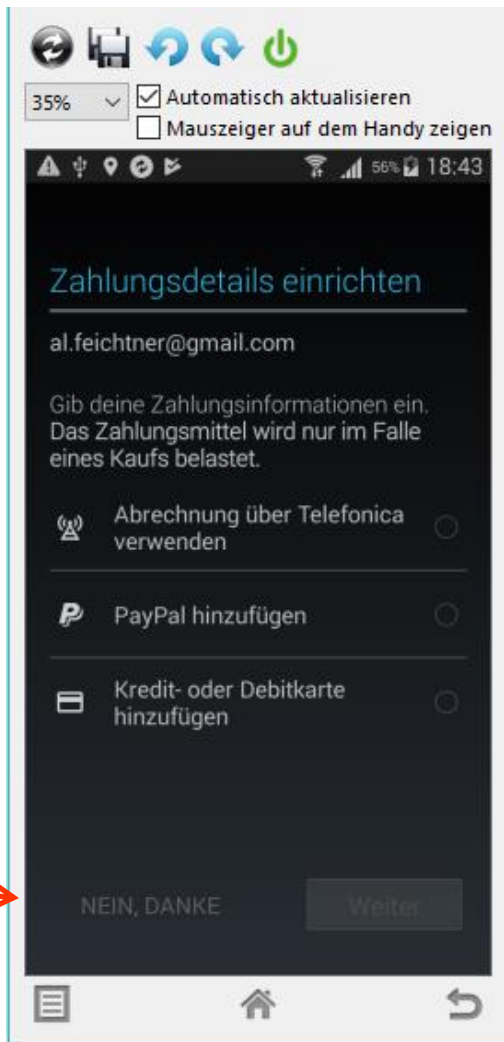 35%
Automatisch aktualisieren
Mauszeiger auf dem Handy zeigen
56% 18:43
Zahlungsdetails einrichten
al.feichtner@gmail.com
Gib deine Zahlungsinformationen ein.
Das Zahlungsmittel wird nur im Falle
eines Kaufs belastet.
Abrechnung über Telefonica
verwenden
PayPal hinzufügen
Kredit- oder Debitkarte
hinzufügen
NEIN, DANKE Weiter